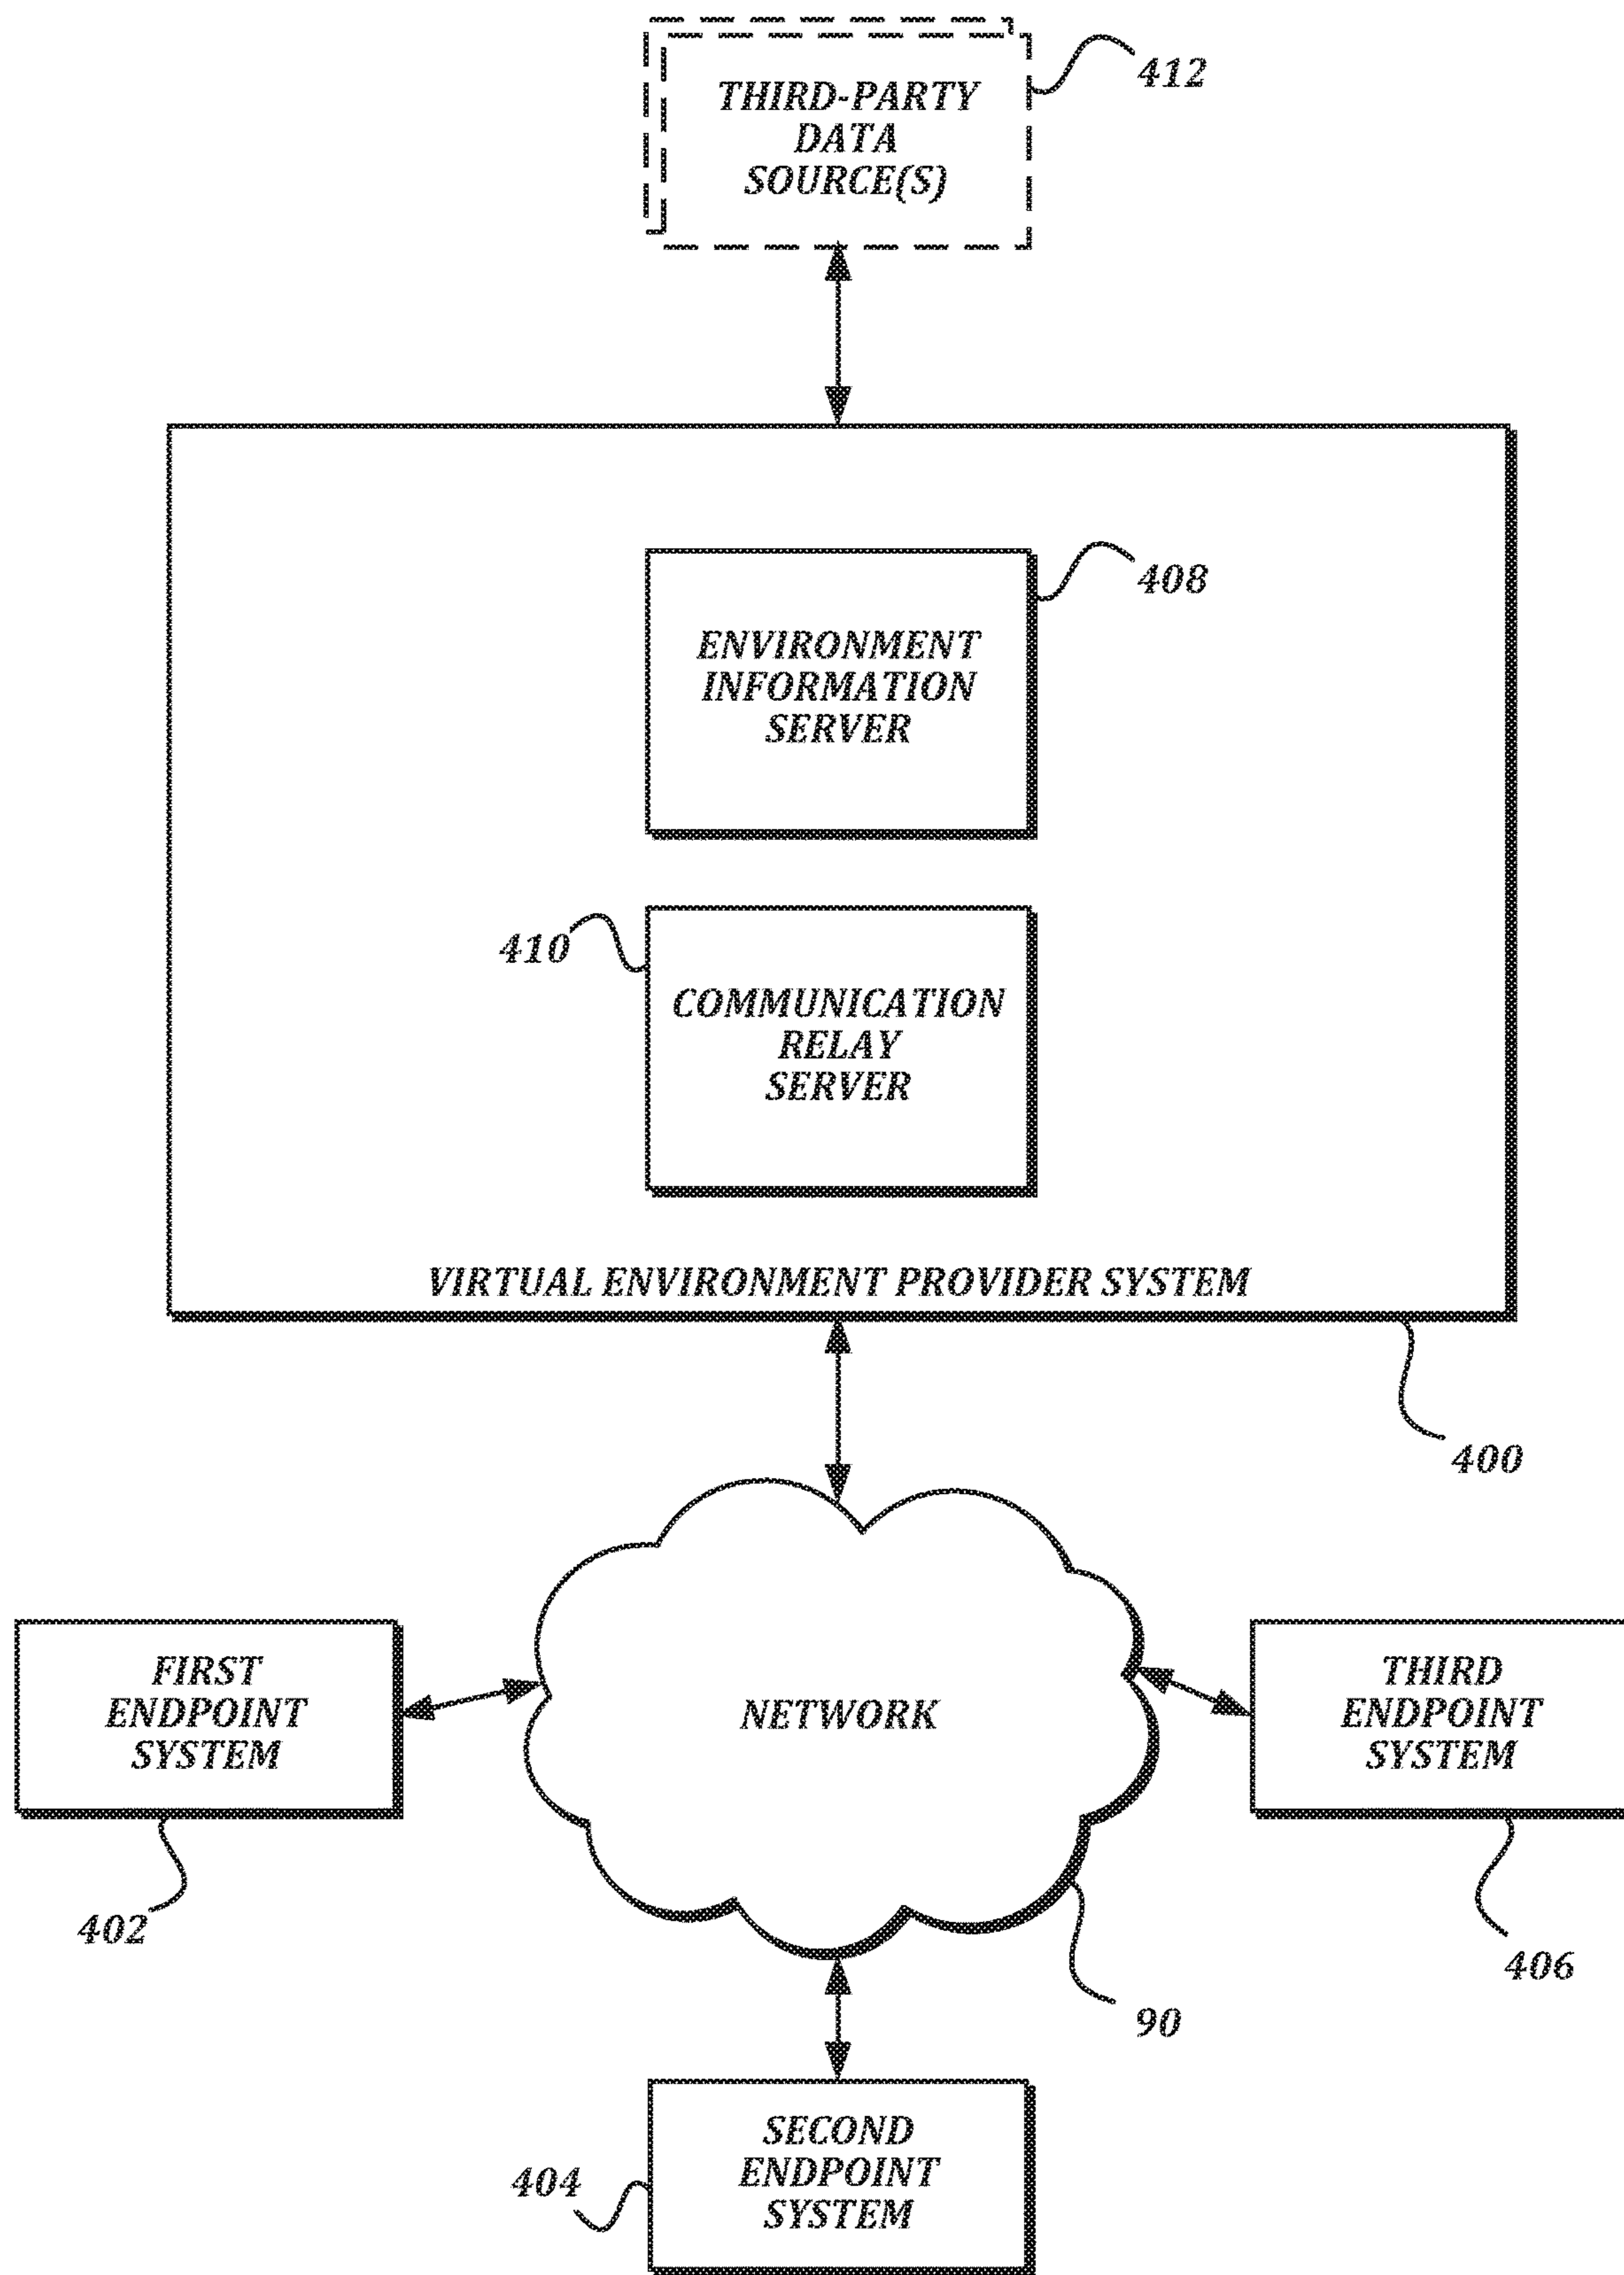 THIRD-PARTY
DATA
SOURCE(S)
412
ENVIRONMENT
INFORMATION
SERVER
408
410
COMMUNICATION
RELAY
SERVER
VIRTUAL ENVIRONMENT PROVIDER SYSTEM
400
FIRST
ENDPOINT
SYSTEM
402
NETWORK
90
THIRD
ENDPOINT
SYSTEM
406
404
SECOND
ENDPOINT
SYSTEM